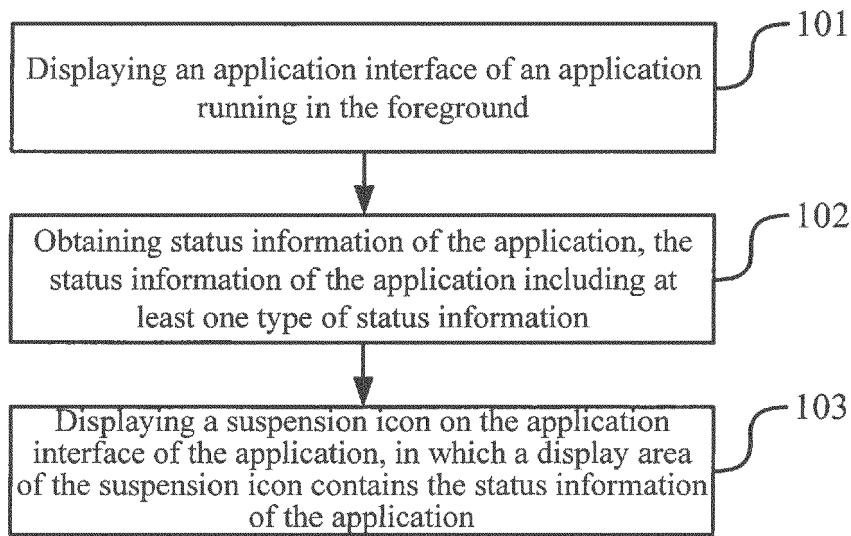 101
Displaying an application interface of an application
running in the foreground
102
Obtaining status information of the application, the
status information of the application including at
least one type of status information
103
Displaying a suspension icon on the application
interface of the application, in which a display area
of the suspension icon contains the status information
of the application